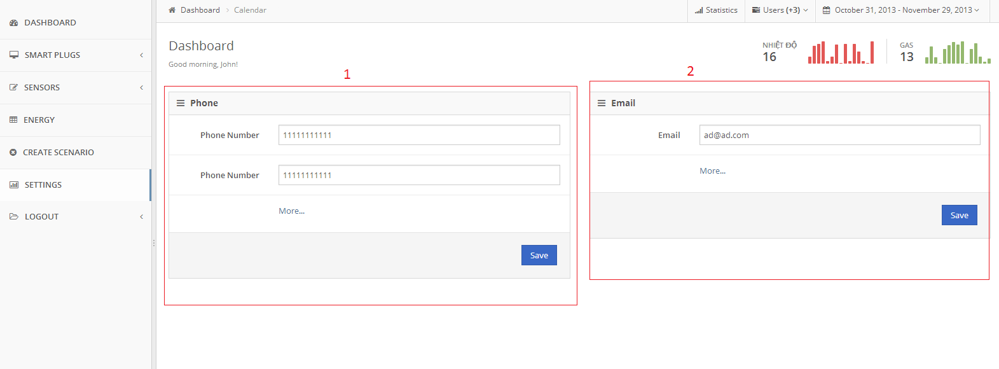 DASHBOARD
SMART PLUGS
SENSORS
ENERGY
CREATE SCENARIO
SETTINGS
LOGOUT
Dashboard > Calendar
Statistics
Users (+3)
October 31, 2013 - November 29, 2013
Dashboard
Good morning, John!
NHIỆT ĐỘ
16
GAS
13
1
Phone
Phone Number 11111111111
Phone Number 11111111111
More...
Save
2
Email
Email ad@ad.com
More...
Save